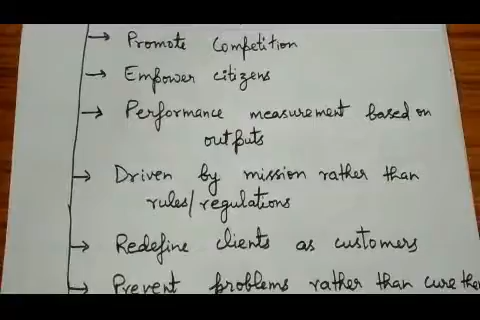 → Promote Competition
→ Empower citizens
→ Performance measurement based on
outputs
→ Driven by mission rather than
rules/regulations
→ Redefine clients as customers
→ Prevent problems rather than cure